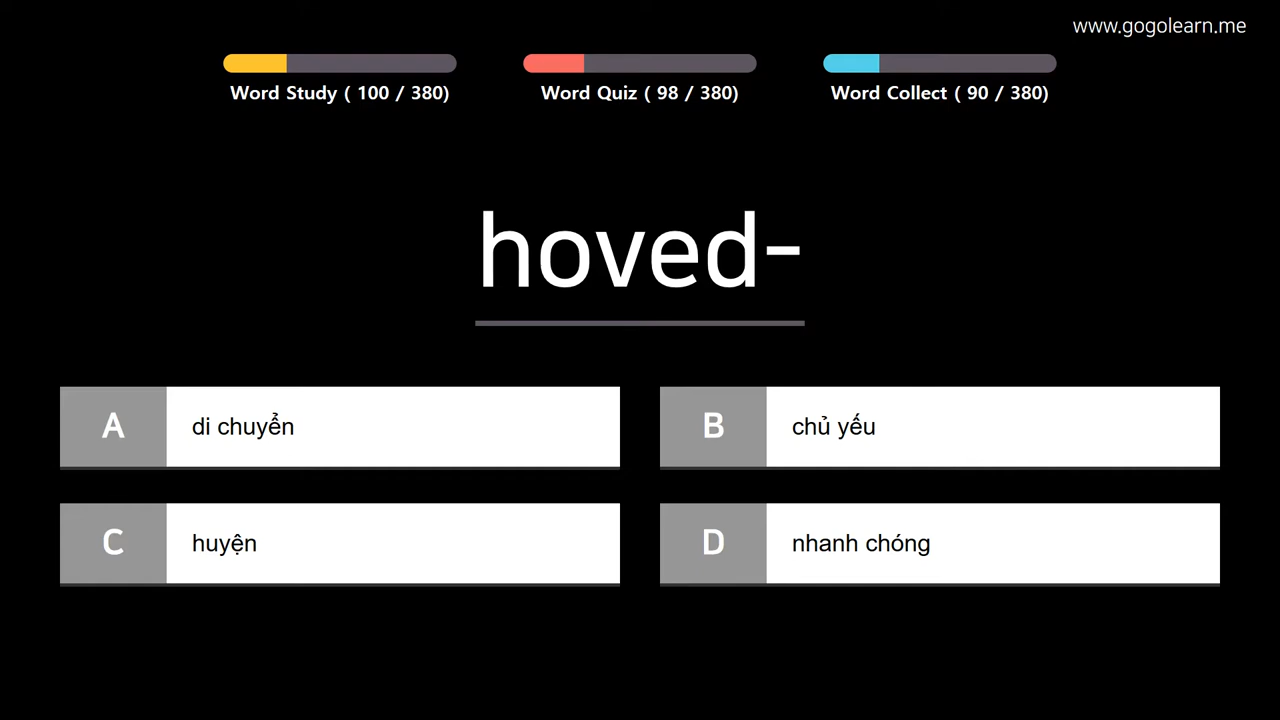 www.gogolearn.me
Word Study ( 100 / 380)
Word Quiz ( 98 / 380)
Word Collect ( 90 / 380)
hoved-
A di chuyển
B chủ yếu
C huyện
D nhanh chóng